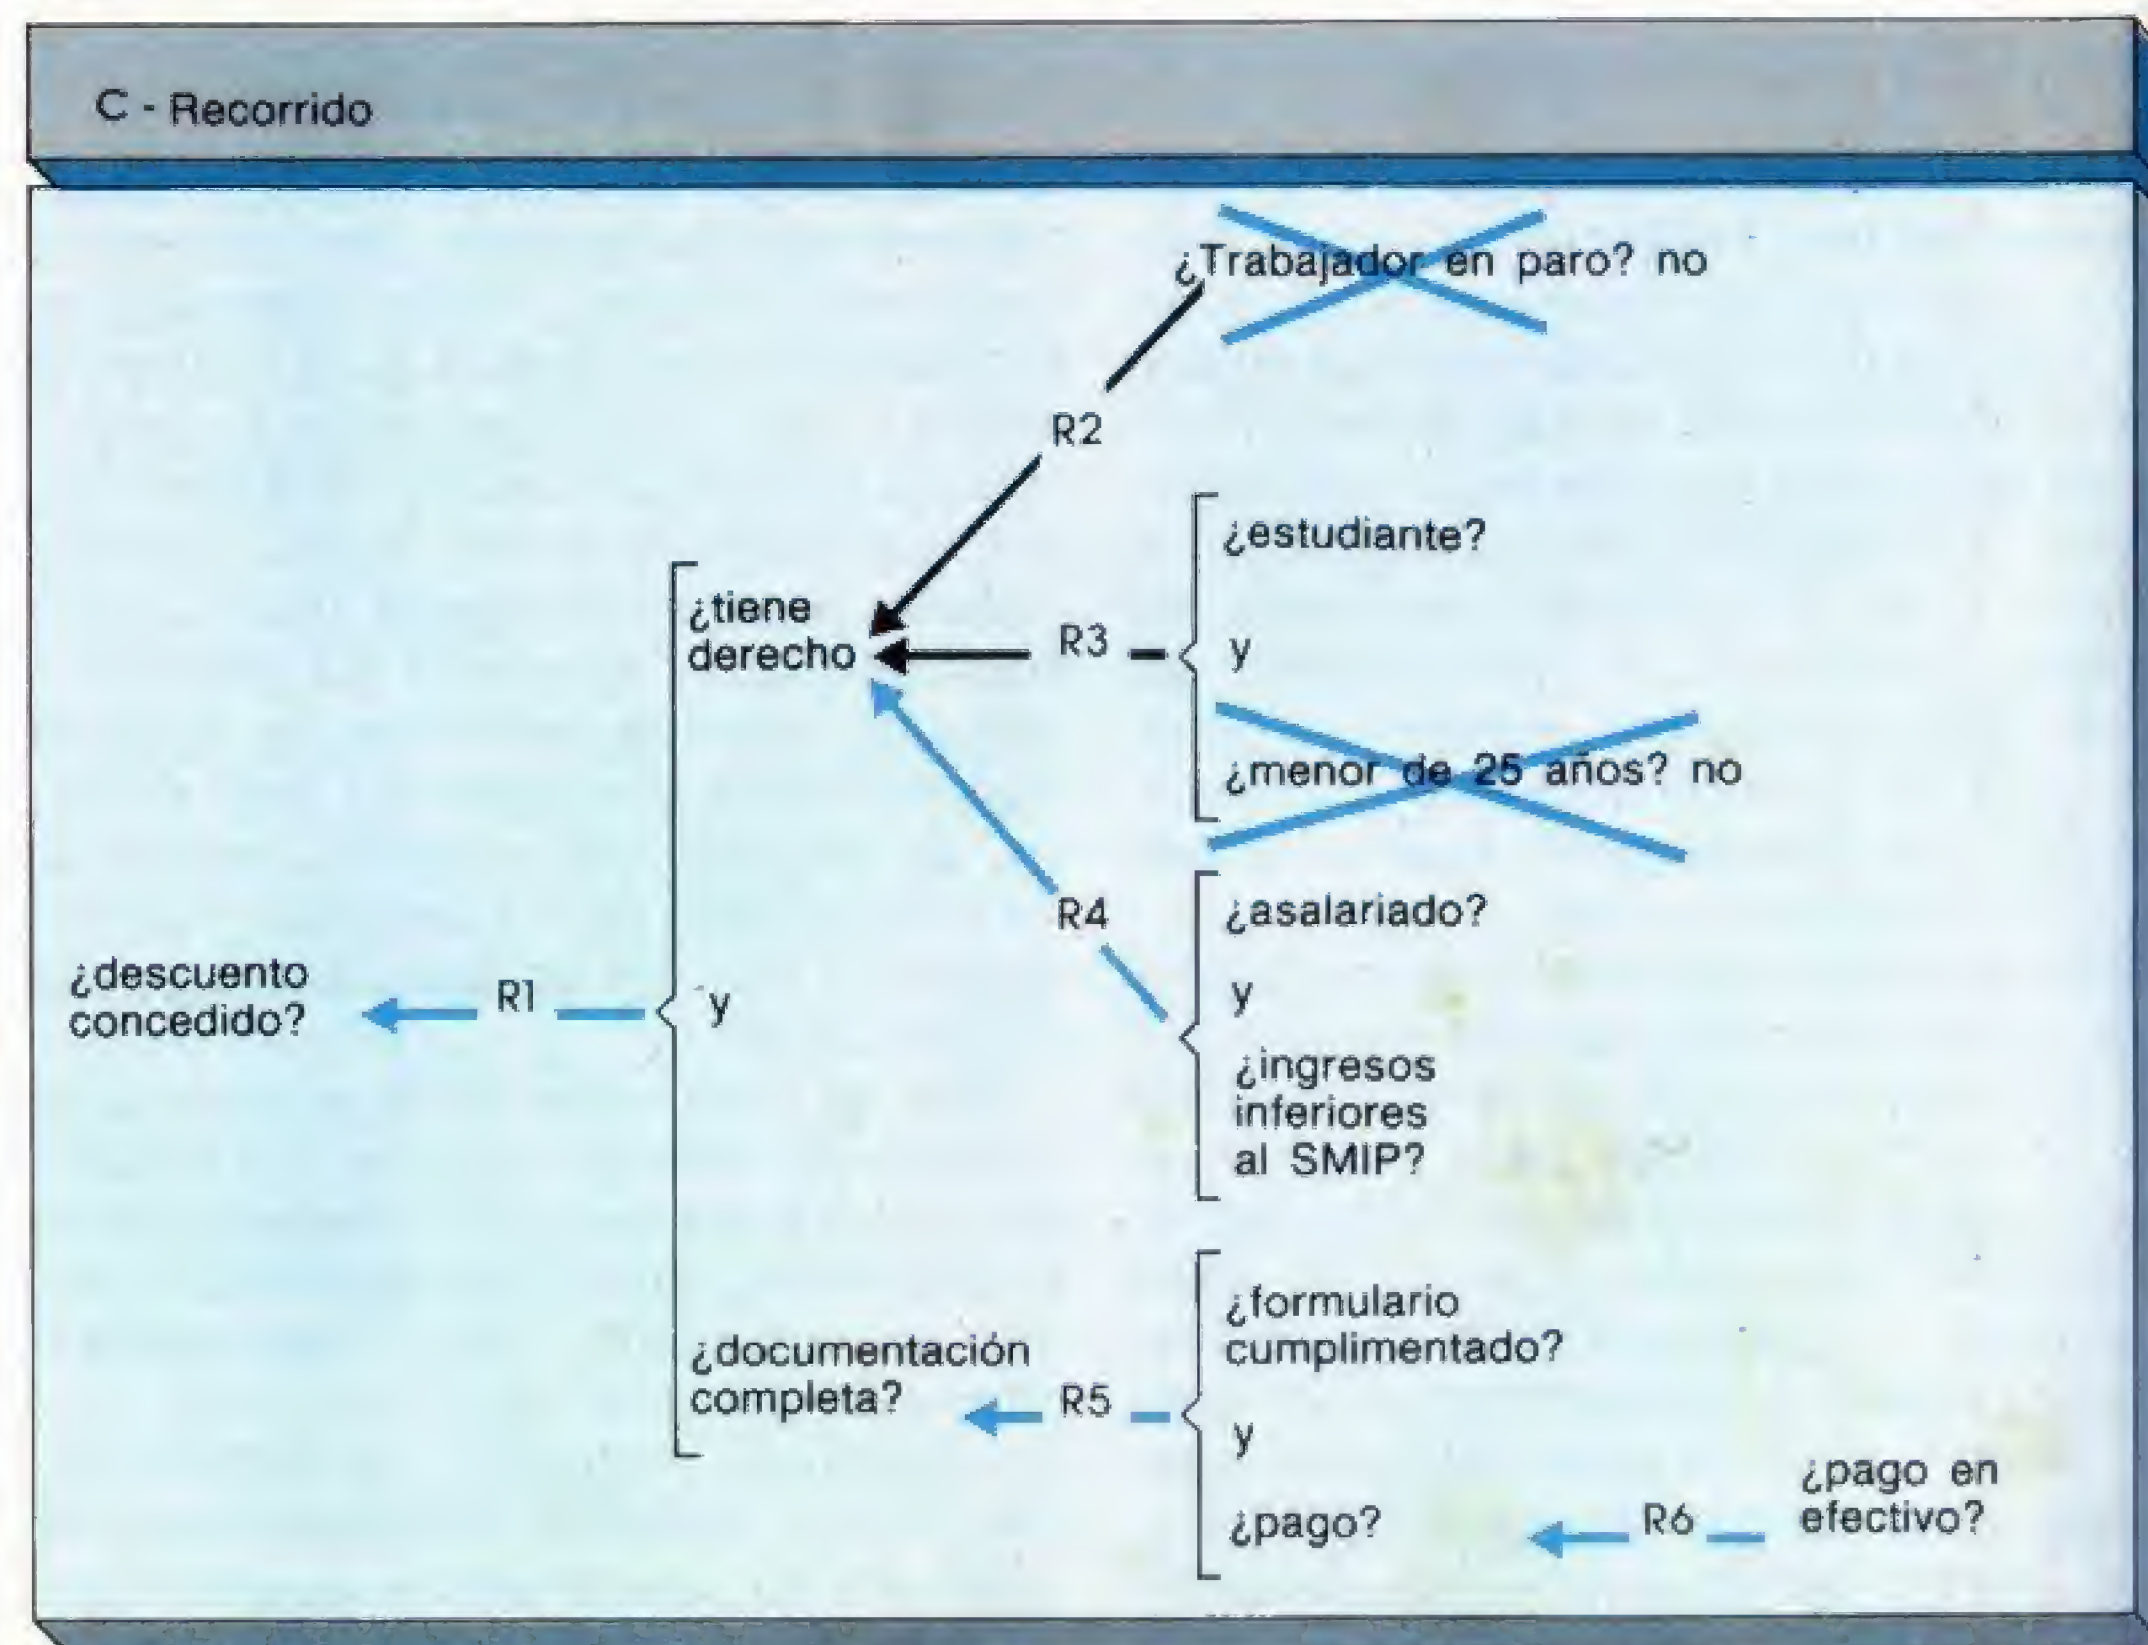 C - Recorrido
¿Trabajador en paro? no
R2
¿estudiante?
¿tiene
derecho
R3
y
¿menor de 25 años? no
R4
¿asalariado?
¿descuento
concedido?
R1
y
y
¿ingresos
inferiores
al SMIP?
¿formulario
cumplimentado?
¿documentación
completa?
R5
y
¿pago?
R6
¿pago en
efectivo?